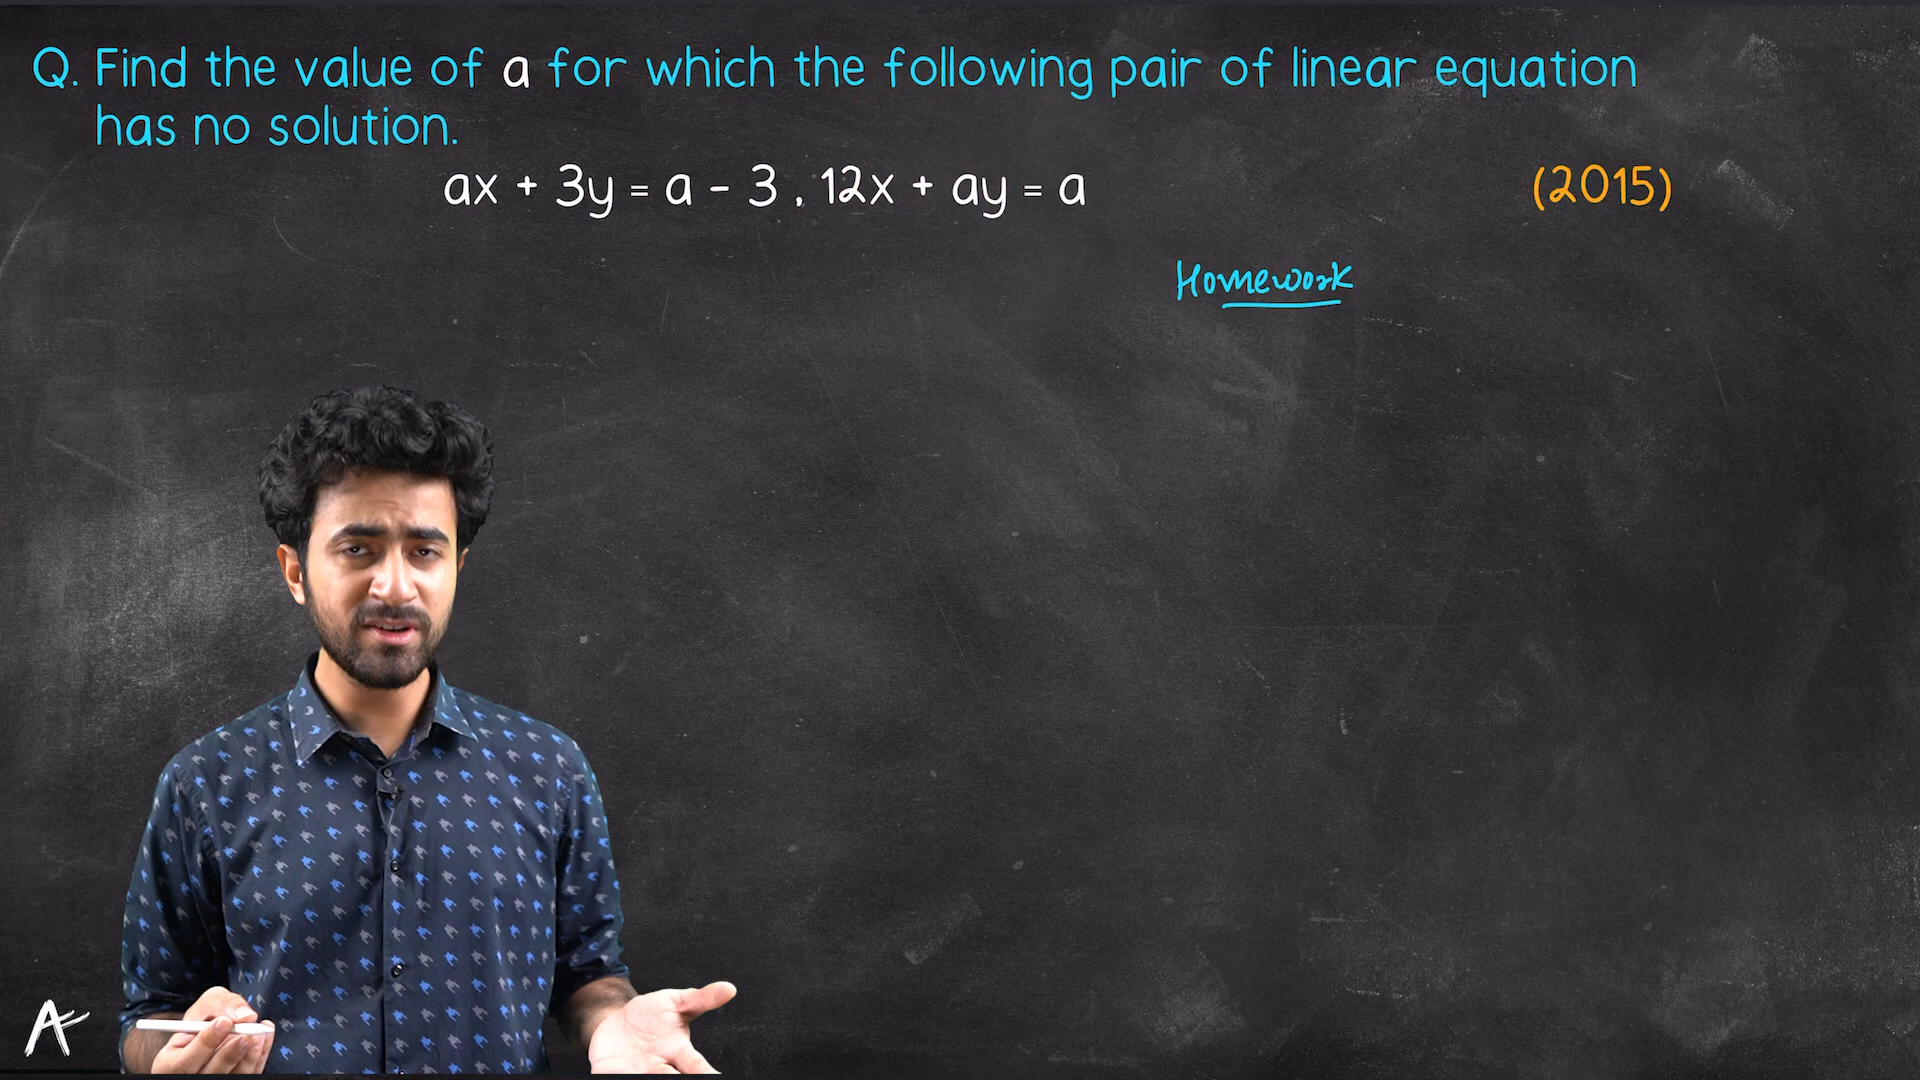 Q. Find the value of a for which the following pair of linear equation
has no solution.
ax + 3y = a - 3 , 12x + ay = a (2015)
Homework
A